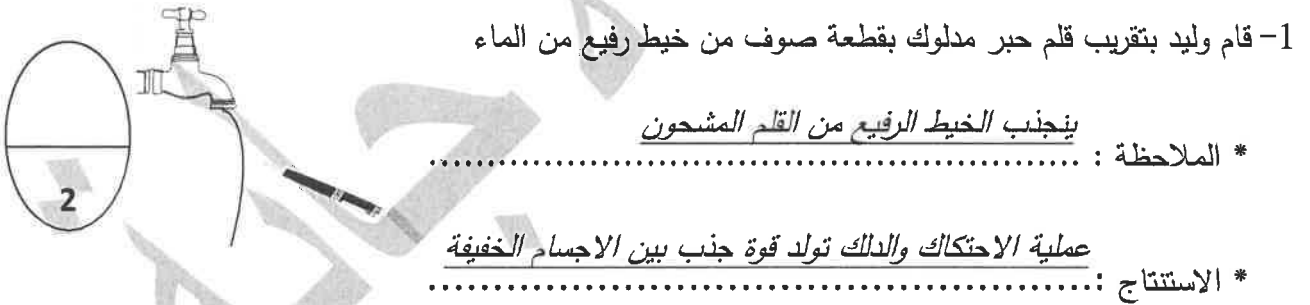 1- قام وليد بتقريب قلم حبر مدلوك بقطعة صوف من خيط رفيع من الماء
ينجذب الخيط الرفيع من القلم المشحون
* الملاحظة : ......................................................
عملية الاحتكاك والدلك تولد قوة جذب بين الاجسام الخفيفة
* الاستنتاج :......................................................
2